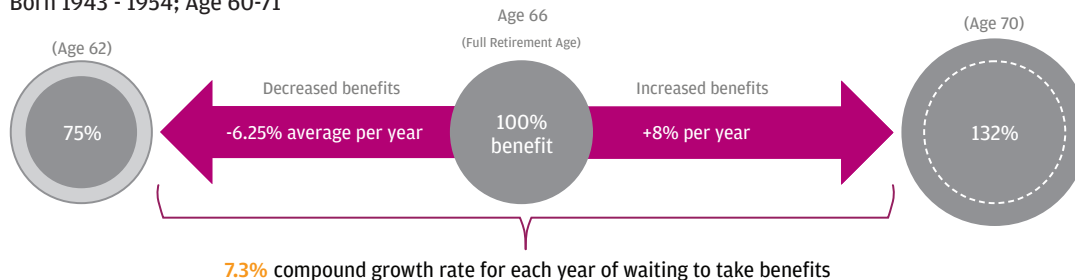 Born 1943 - 1954; Age 60-71
(Age 62)
Age 66
(Full Retirement Age)
(Age 70)
Decreased benefits
Increased benefits
75%
-6.25% average per year
100%
benefit
+8% per year
132%
7.3% compound growth rate for each year of waiting to take benefits